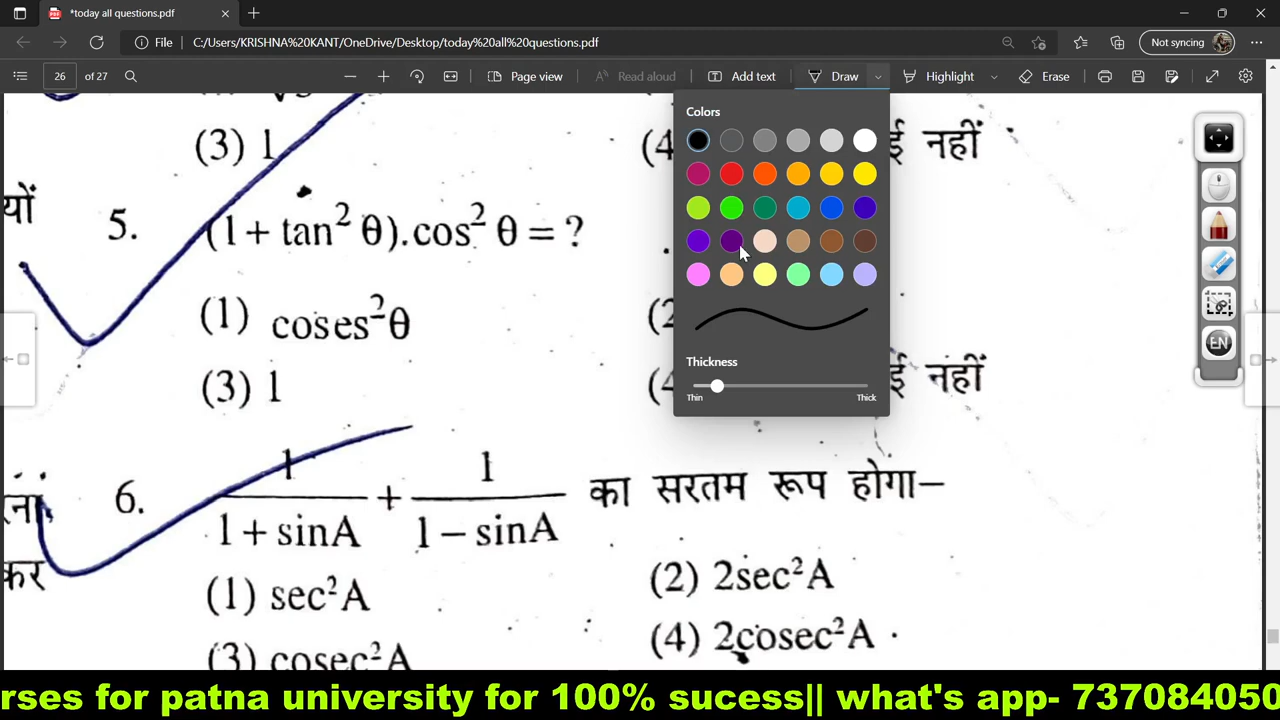 *today all questions.pdf
File
C:/Users/KRISHNA%20KANT/OneDrive/Desktop/today%20all%20questions.pdf
Not syncing
26 of 27
Page view
Read aloud
Add text
Draw
Highlight
Erase
Colors
(3) 1
(4
ई नहीं
यों
5. (1 + tan² θ).cos² θ = ?
(1) coses²θ
(2
Thickness
Thin
Thick
(3) 1
(4
ई नहीं
EN
6. 1/(1 + sinA) + 1/(1 − sinA) का सरतम रूप होगा–
कर
(1) sec²A
(2) 2sec²A
(3) cosec²A
(4) 2cosec²A
rses for patna university for 100% sucess|| what's app- 737084050